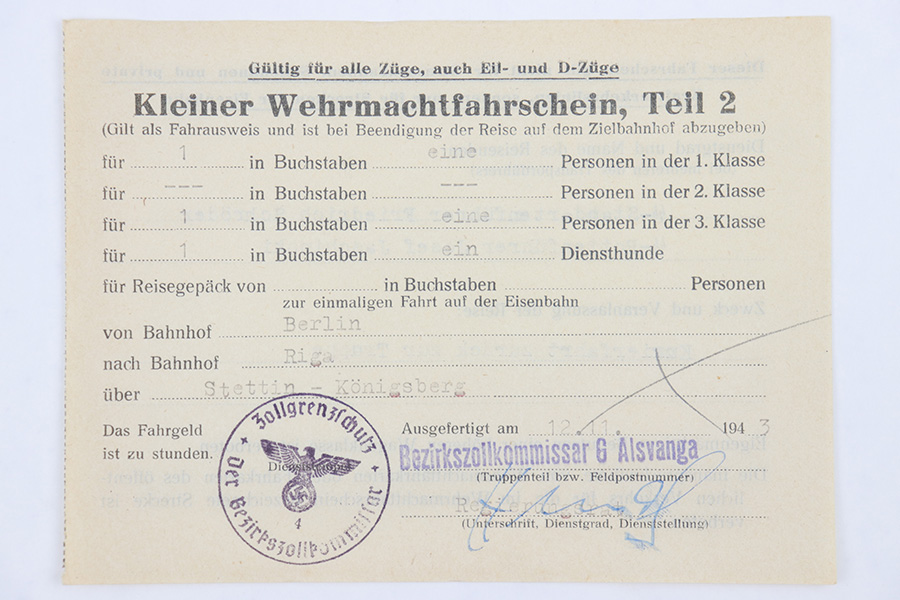 Gültig für alle Züge, auch Eil- und D-Züge
Kleiner Wehrmachtfahrschein, Teil 2
(Gilt als Fahrausweis und ist bei Beendigung der Reise auf dem Zielbahnhof abzugeben)
für 1 in Buchstaben eine Personen in der 1. Klasse
für --- in Buchstaben --- Personen in der 2. Klasse
für 1 in Buchstaben eine Personen in der 3. Klasse
für 1 in Buchstaben ein Diensthunde
für Reisegepäck von in Buchstaben Personen
zur einmaligen Fahrt auf der Eisenbahn
von Bahnhof Berlin
nach Bahnhof Riga
über Stettin - Königsberg
Das Fahrgeld
ist zu stunden.
Zollgrenzschutz
Dienststempel
4
Der Bezirkszollkommissar
Ausgefertigt am 12.11. 1943
Bezirkszollkommissar G Alsvanga
(Truppenteil bzw. Feldpostnummer)
(Unterschrift, Dienstgrad, Dienststellung)